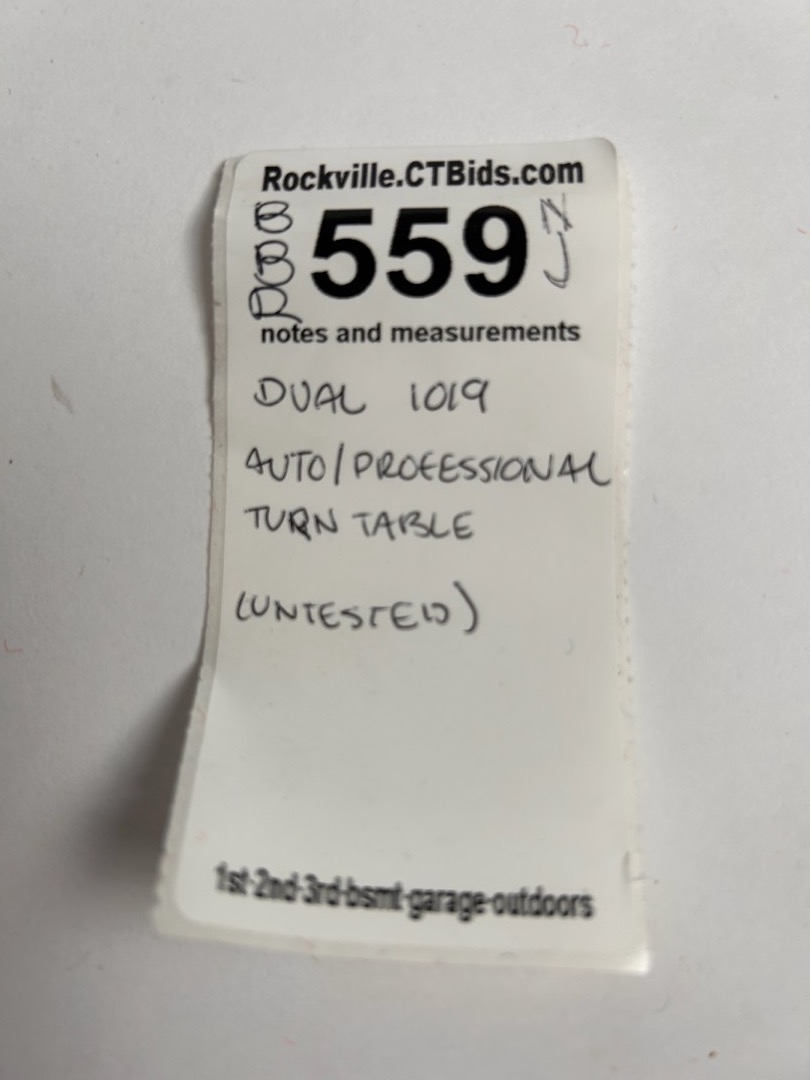 Rockville.CTBids.com
BBR 559
notes and measurements
DUAL 1019
AUTO/PROFESSIONAL
TURN TABLE
(UNTESTED)
1st-2nd-3rd-bsmt-garage-outdoors